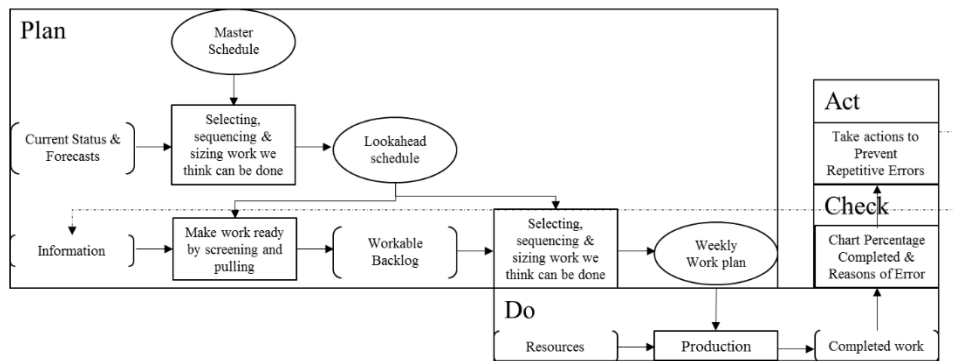 Plan
Master
Schedule
Act
Current Status &
Forecasts
Selecting,
sequencing &
sizing work we
think can be done
Lookahead
schedule
Take actions to
Prevent
Repetitive Errors
Check
Information
Make work ready
by screening and
pulling
Workable
Backlog
Selecting,
sequencing &
sizing work we
think can be done
Weekly
Work plan
Chart Percentage
Completed &
Reasons of Error
Do
Resources
Production
Completed work